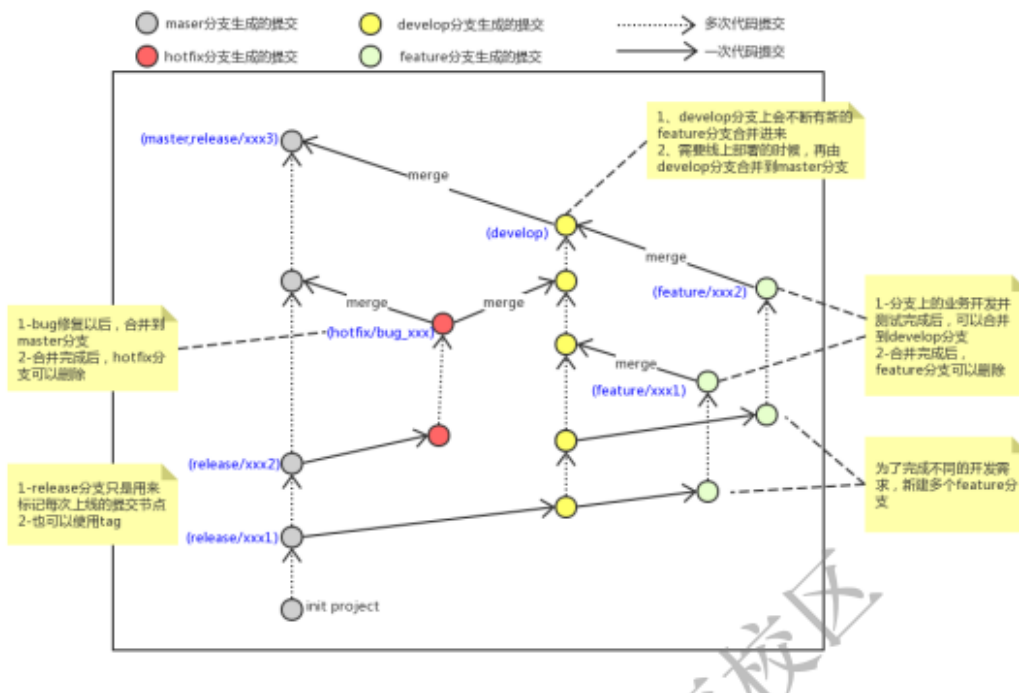 maser分支生成的提交
develop分支生成的提交
多次代码提交
hotfix分支生成的提交
feature分支生成的提交
一次代码提交
(master,release/xxx3)
merge
1、develop分支上会不断有新的
feature分支合并进来
2、需要线上部署的时候，再由
develop分支合并到master分支
(develop)
merge
(feature/xxx2)
merge
merge
(hotfix/bug_xxx)
1-bug修复以后，合并到
master分支
2-合并完成后，hotfix分
支可以删除
1-分支上的业务开发并
测试完成后，可以合并
到develop分支
2-合并完成后，
feature分支可以删除
merge
(feature/xxx1)
(release/xxx2)
1-release分支只是用来
标记每次上线的提交节点
2-也可以使用tag
为了完成不同的开发需
求，新建多个feature分
支
(release/xxx1)
init project
校区